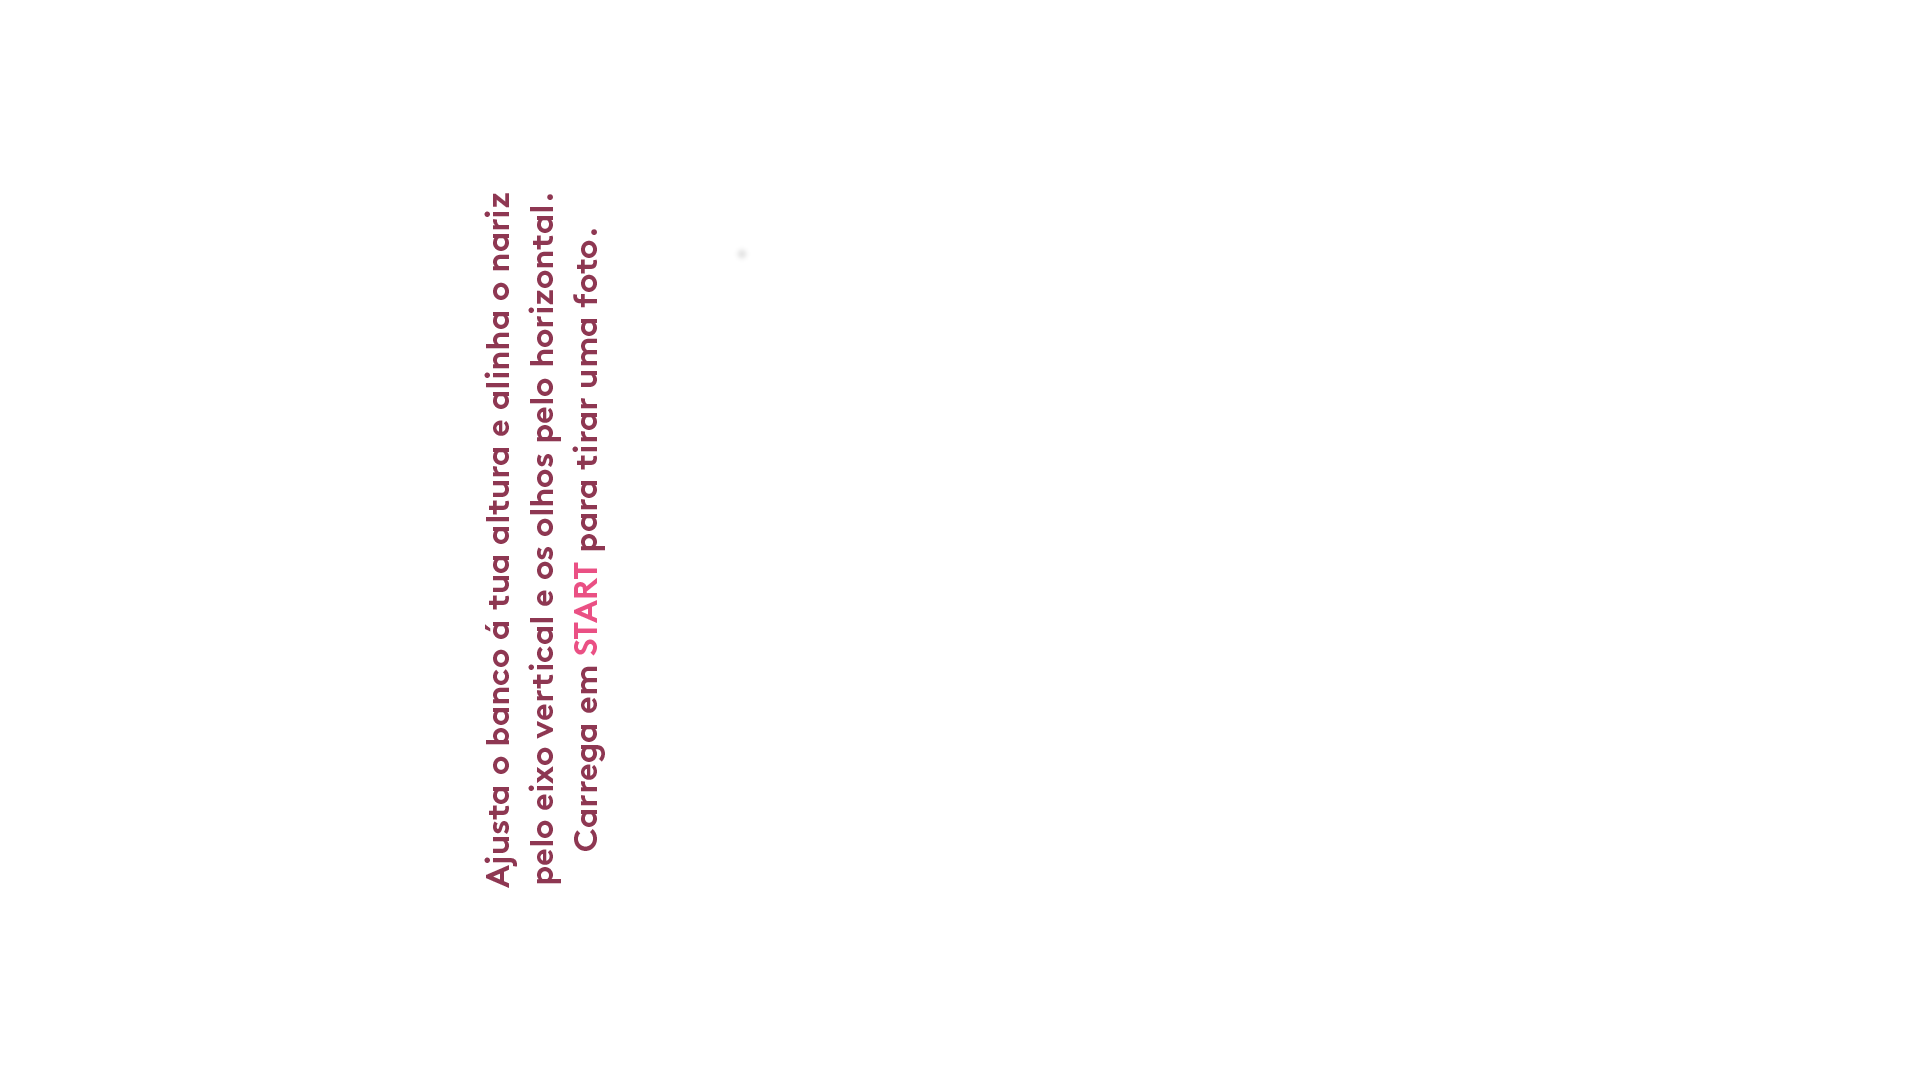 Ajusta o banco á tua altura e alinha o nariz
pelo eixo vertical e os olhos pelo horizontal.
Carrega em START para tirar uma foto.